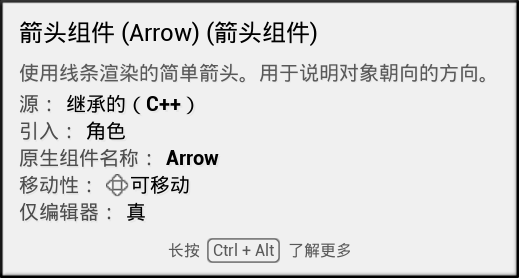 箭头组件 (Arrow) (箭头组件)
使用线条渲染的简单箭头。用于说明对象朝向的方向。
源： 继承的（C++）
引入： 角色
原生组件名称： Arrow
移动性： 可移动
仅编辑器： 真
长按 Ctrl + Alt 了解更多